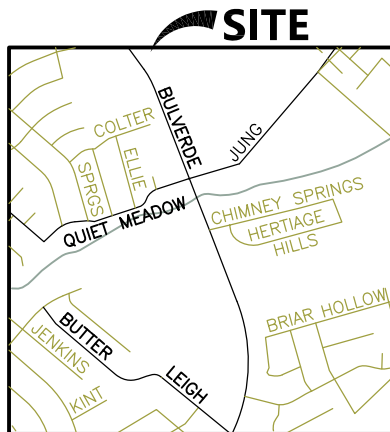 SITE
BULVERDE
COLTER
JUNG
ELLIE
SPRGS
CHIMNEY SPRINGS
QUIET MEADOW
HERTIAGE
HILLS
BRIAR HOLLOW
JENKINS
BUTTER
LEIGH
KINT